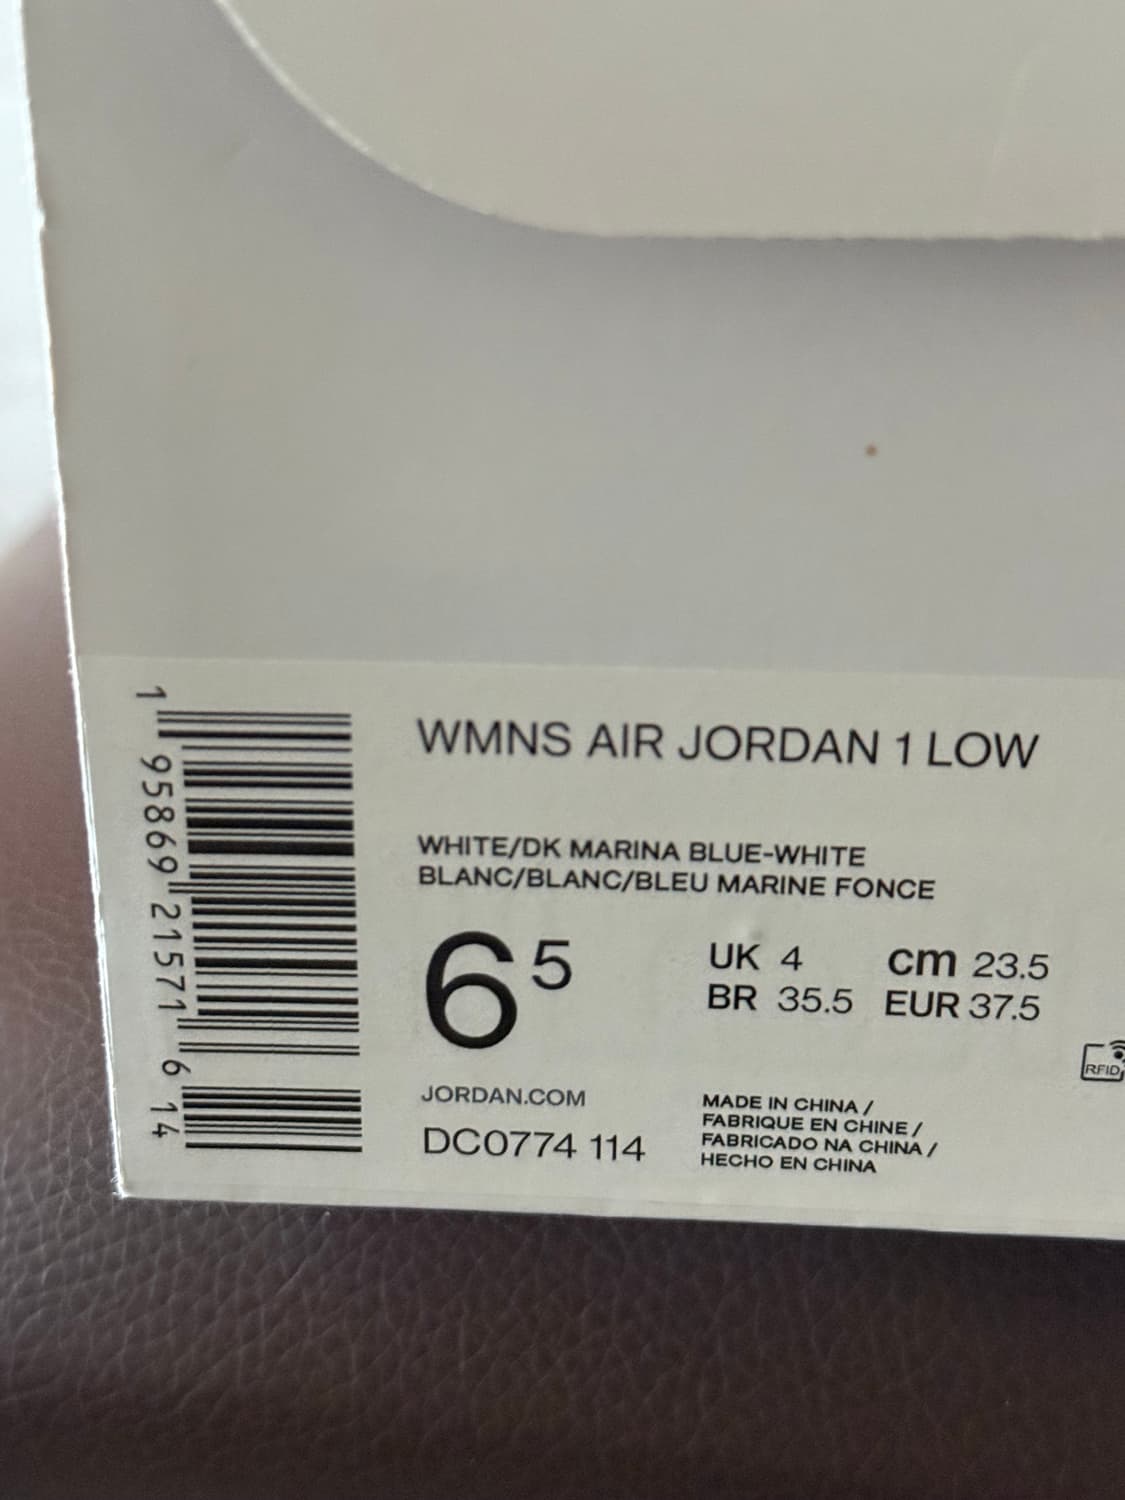 1 95869 21571 6 14
WMNS AIR JORDAN 1 LOW
WHITE/DK MARINA BLUE-WHITE
BLANC/BLANC/BLEU MARINE FONCE
6 5
UK 4 cm 23.5
BR 35.5 EUR 37.5
RFID
JORDAN.COM
DC0774 114
MADE IN CHINA /
FABRIQUE EN CHINE /
FABRICADO NA CHINA /
HECHO EN CHINA